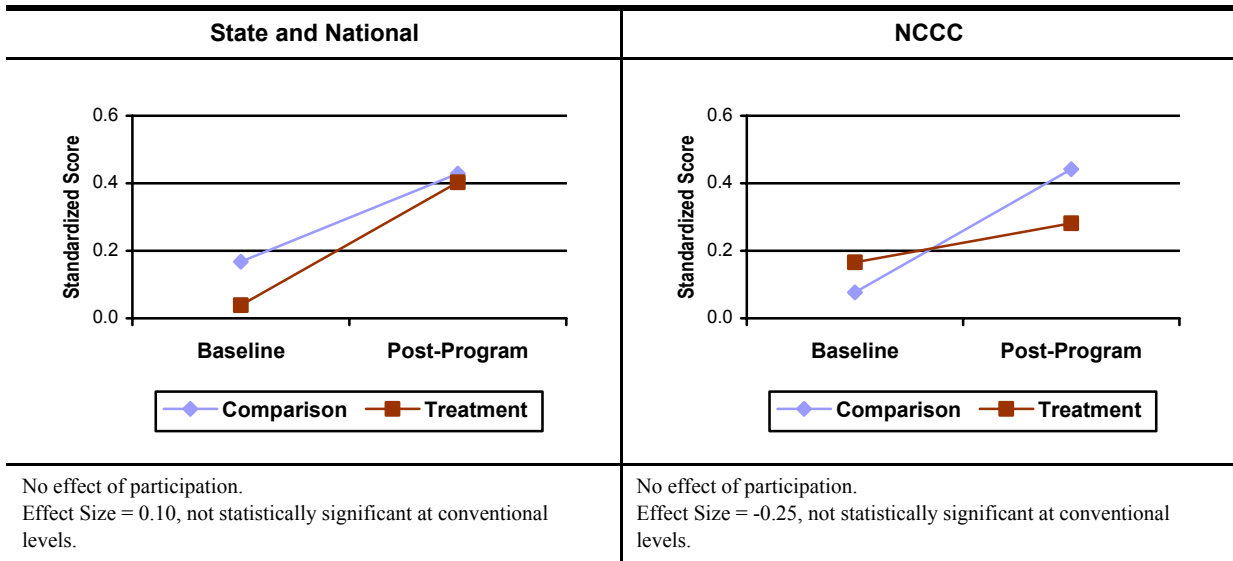 State and National
NCCC
Standardized Score
0.6
0.4
0.2
0.0
Baseline
Post-Program
Comparison
Treatment
Standardized Score
0.6
0.4
0.2
0.0
Baseline
Post-Program
Comparison
Treatment
No effect of participation.
Effect Size = 0.10, not statistically significant at conventional
levels.
No effect of participation.
Effect Size = -0.25, not statistically significant at conventional
levels.